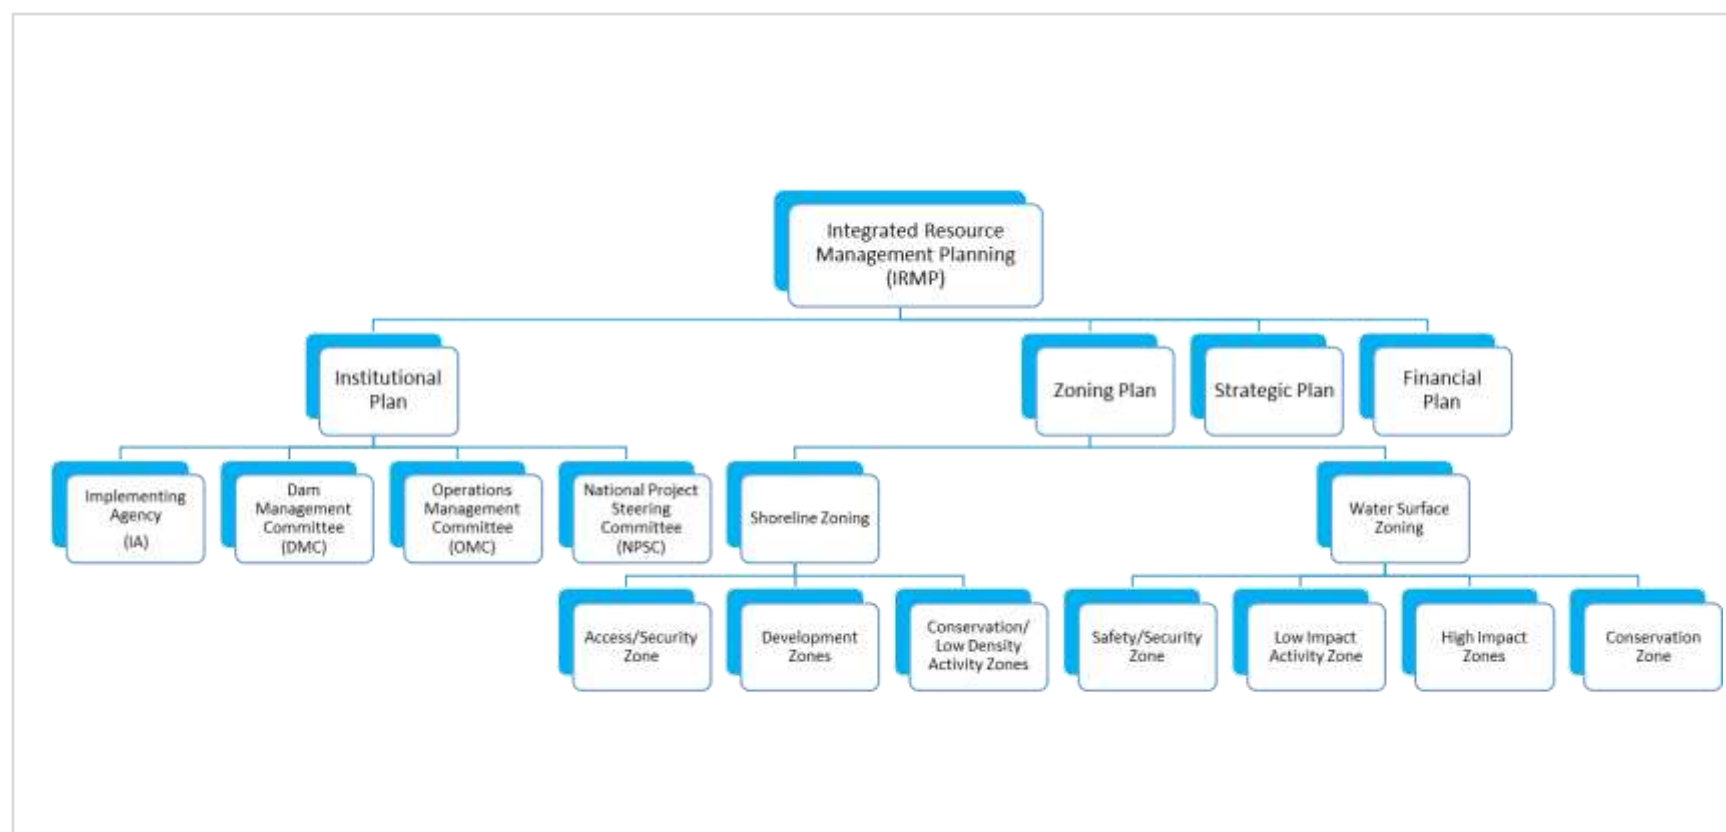 Integrated Resource
Management Planning
(IRMP)
Institutional
Plan
Zoning Plan
Strategic Plan
Financial
Plan
Implementing
Agency
(IA)
Dam
Management
Committee
(DMC)
Operations
Management
Committee
(OMC)
National Project
Steering
Committee
(NPSC)
Shoreline Zoning
Water Surface
Zoning
Access/Security
Zone
Development
Zones
Conservation/
Low Density
Activity Zones
Safety/Security
Zone
Low Impact
Activity Zone
High Impact
Zones
Conservation
Zone